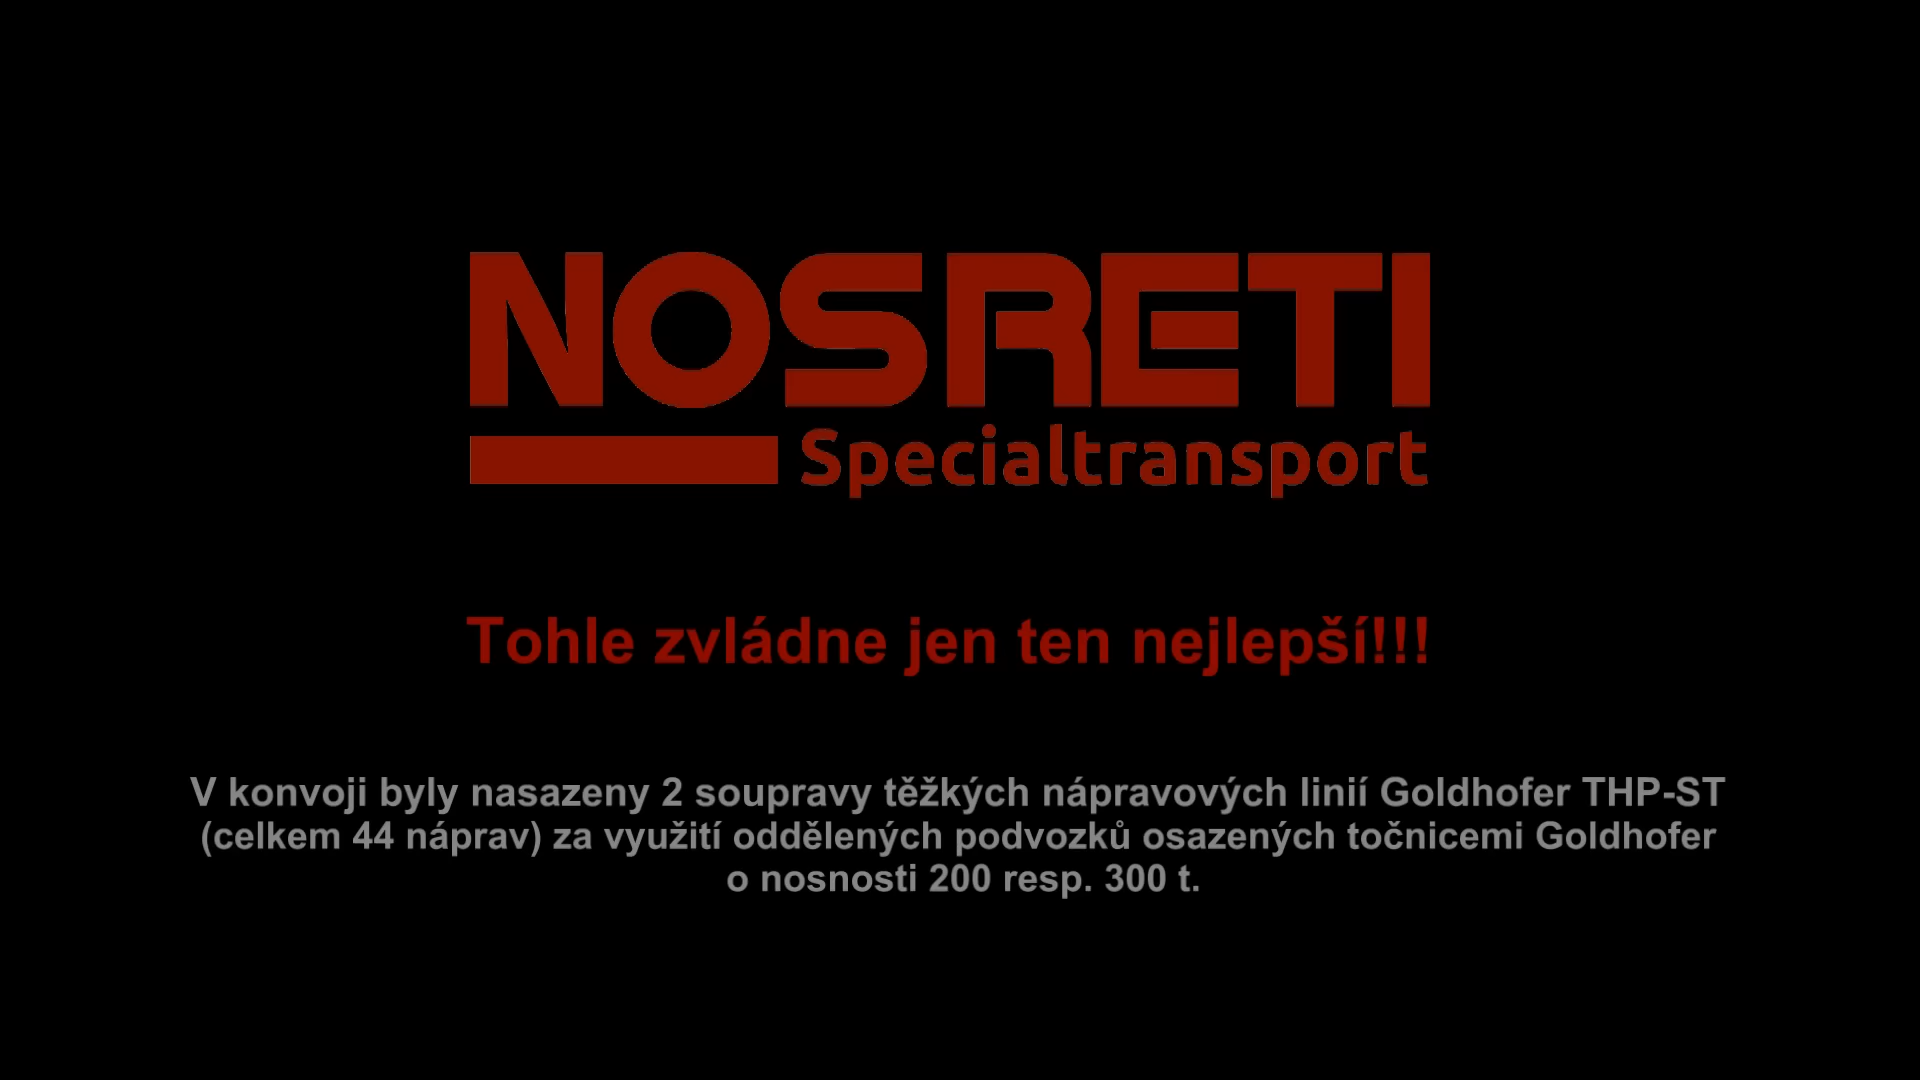 NOSRETI
Specialtransport
Tohle zvládne jen ten nejlepší!!!
V konvoji byly nasazeny 2 soupravy těžkých nápravových linií Goldhofer THP-ST
(celkem 44 náprav) za využití oddělených podvozků osazených točnicemi Goldhofer
o nosnosti 200 resp. 300 t.